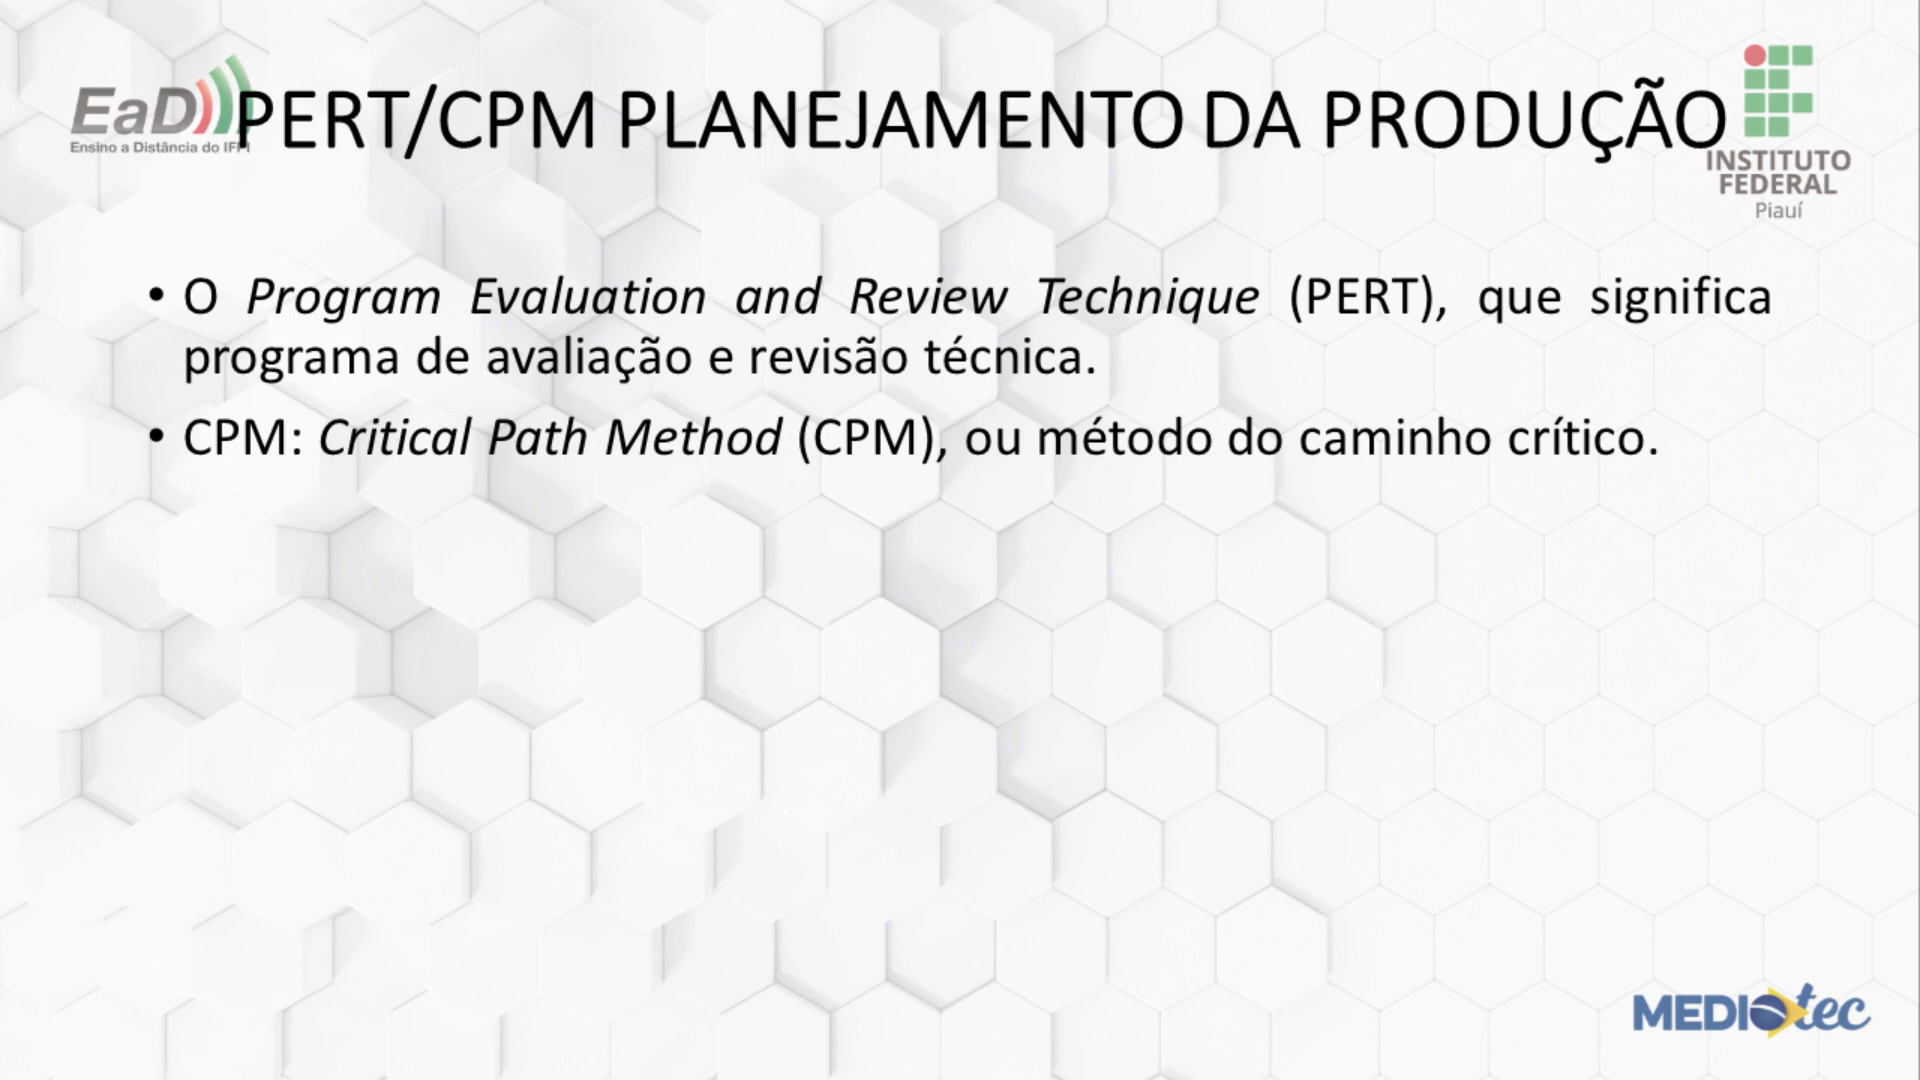 EaD
Ensino a Distância do IFPI
PERT/CPM PLANEJAMENTO DA PRODUÇÃO
INSTITUTO
FEDERAL
Piauí
• O Program Evaluation and Review Technique (PERT), que significa
programa de avaliação e revisão técnica.
• CPM: Critical Path Method (CPM), ou método do caminho crítico.
MEDIOtec